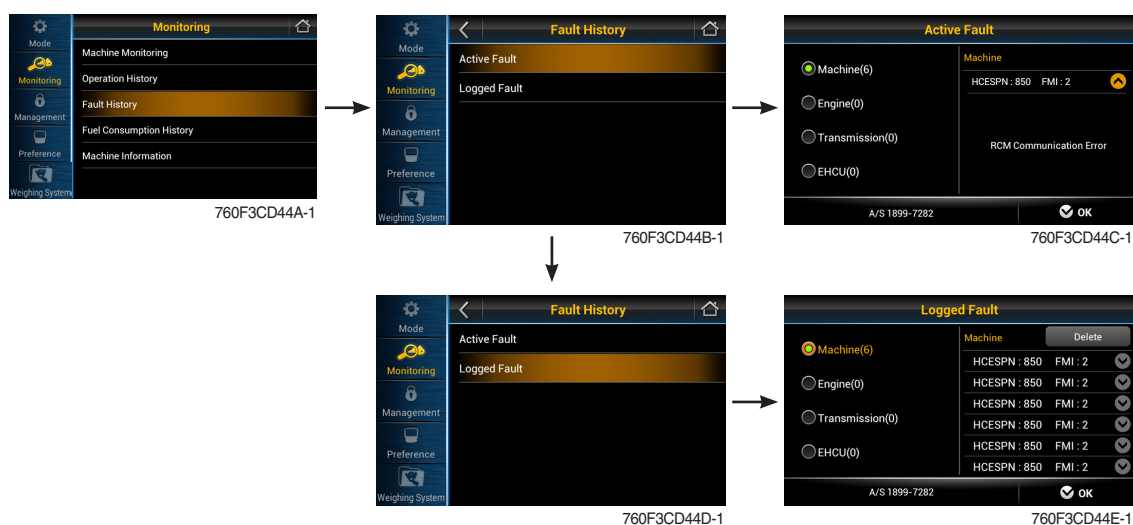 Monitoring
Mode
Monitoring
Management
Preference
Weighing System
Machine Monitoring
Operation History
Fault History
Fuel Consumption History
Machine Information
760F3CD44A-1
Fault History
Mode
Monitoring
Management
Preference
Weighing System
Active Fault
Logged Fault
760F3CD44B-1
Active Fault
Machine(6)
Engine(0)
Transmission(0)
EHCU(0)
Machine
HCESPN : 850 FMI : 2
RCM Communication Error
A/S 1899-7282
OK
760F3CD44C-1
Fault History
Mode
Monitoring
Management
Preference
Weighing System
Active Fault
Logged Fault
760F3CD44D-1
Logged Fault
Machine(6)
Engine(0)
Transmission(0)
EHCU(0)
Machine Delete
HCESPN : 850 FMI : 2
HCESPN : 850 FMI : 2
HCESPN : 850 FMI : 2
HCESPN : 850 FMI : 2
HCESPN : 850 FMI : 2
HCESPN : 850 FMI : 2
A/S 1899-7282
OK
760F3CD44E-1